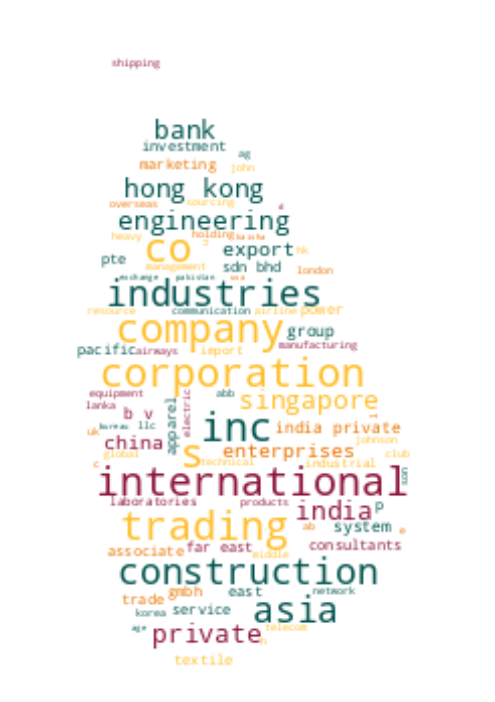 shipping
bank
investment
ag
marketing
john
hong kong
overseas
sourcing
engineering
heavy
holding
co
export
hk
pte
management
sdn bhd
london
exchange
pakistan
usa
industries
resource
communication
airline
power
company
group
pacific
airways
import
manufacturing
corporation
equipment
abb
electric
singapore
lanka
b v
apparel
inc
india private
uk
bureau
llc
china
s
enterprises
johnson
global
technical
industrial
club
c
international
son
laboratories
products
india
p
trading
ab
system
e
associate
far east
middle
consultants
construction
gmbh
east
network
trade
korea
service
asia
age
private
telecom
h
textile